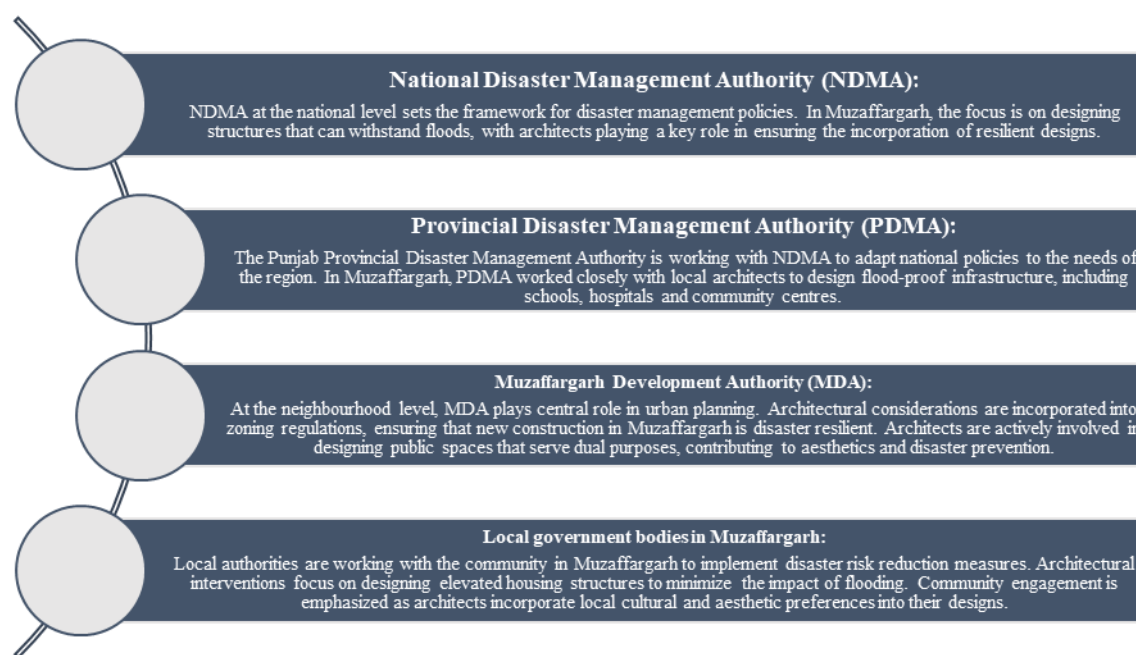 National Disaster Management Authority (NDMA):
NDMA at the national level sets the framework for disaster management policies. In Muzaffargarh, the focus is on designing
structures that can withstand floods, with architects playing a key role in ensuring the incorporation of resilient designs.
Provincial Disaster Management Authority (PDMA):
The Punjab Provincial Disaster Management Authority is working with NDMA to adapt national policies to the needs of
the region. In Muzaffargarh, PDMA worked closely with local architects to design flood-proof infrastructure, including
schools, hospitals and community centres.
Muzaffargarh Development Authority (MDA):
At the neighbourhood level, MDA plays central role in urban planning. Architectural considerations are incorporated into
zoning regulations, ensuring that new construction in Muzaffargarh is disaster resilient. Architects are actively involved in
designing public spaces that serve dual purposes, contributing to aesthetics and disaster prevention.
Local government bodies in Muzaffargarh:
Local authorities are working with the community in Muzaffargarh to implement disaster risk reduction measures. Architectural
interventions focus on designing elevated housing structures to minimize the impact of flooding. Community engagement is
emphasized as architects incorporate local cultural and aesthetic preferences into their designs.